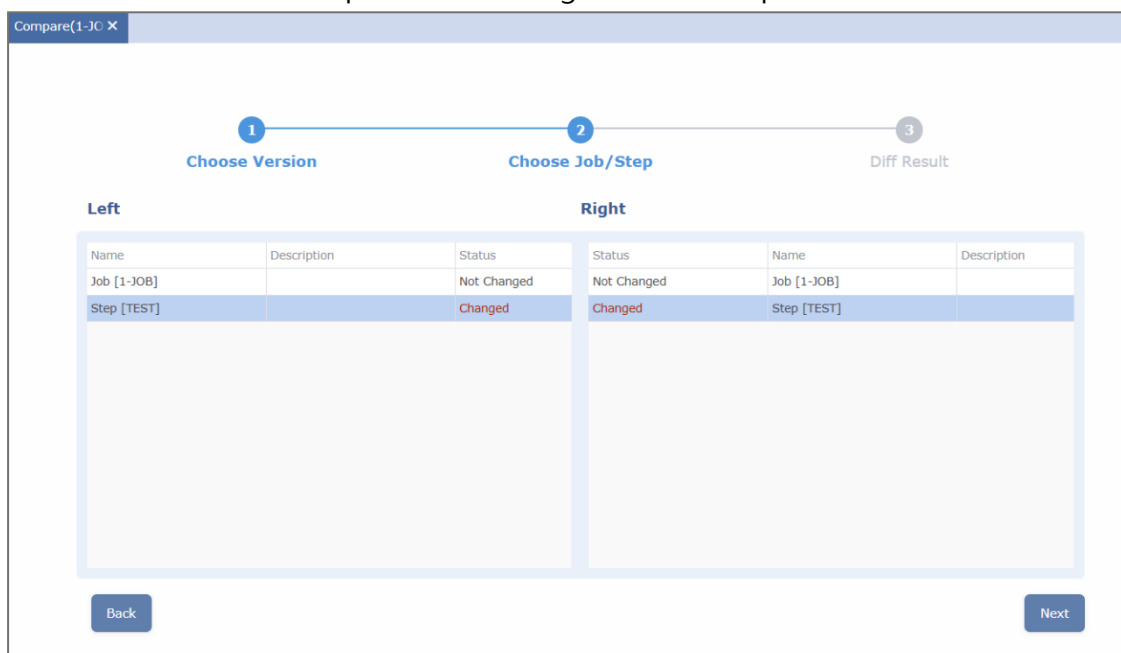 Compare(1-JO X
1 2 3
Choose Version Choose Job/Step Diff Result
Left Right
Name Description Status Status Name Description
Job [1-JOB] Not Changed Not Changed Job [1-JOB]
Step [TEST] Changed Changed Step [TEST]
Back Next